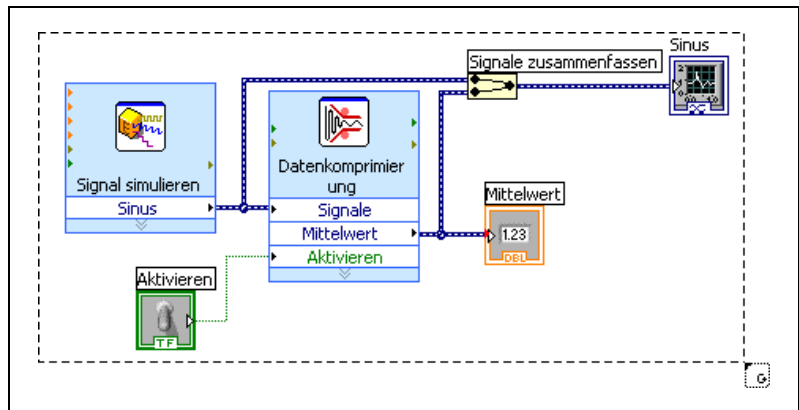 Sinus
Signale zusammenfassen
Signal simulieren
Sinus
Datenkomprimier
ung
Signale
Mittelwert
Aktivieren
Mittelwert
1.23
DBL
Aktivieren
TF